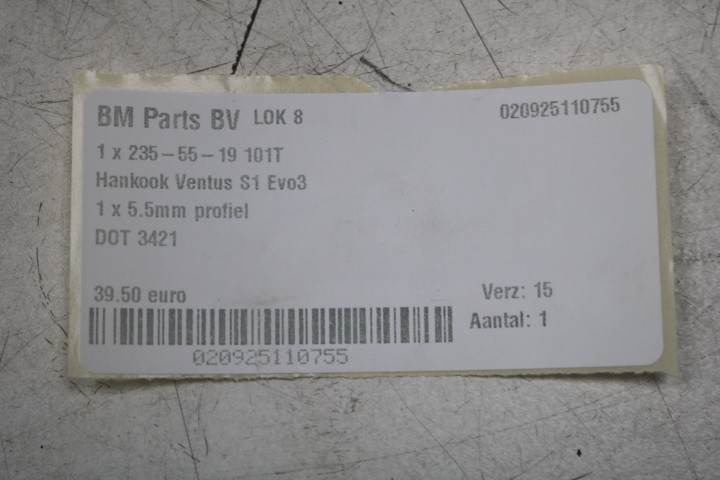 BM Parts BV LOK 8 020925110755
1 x 235-55-19 101T
Hankook Ventus S1 Evo3
1 x 5.5mm profiel
DOT 3421
39.50 euro Verz: 15
Aantal: 1
020925110755